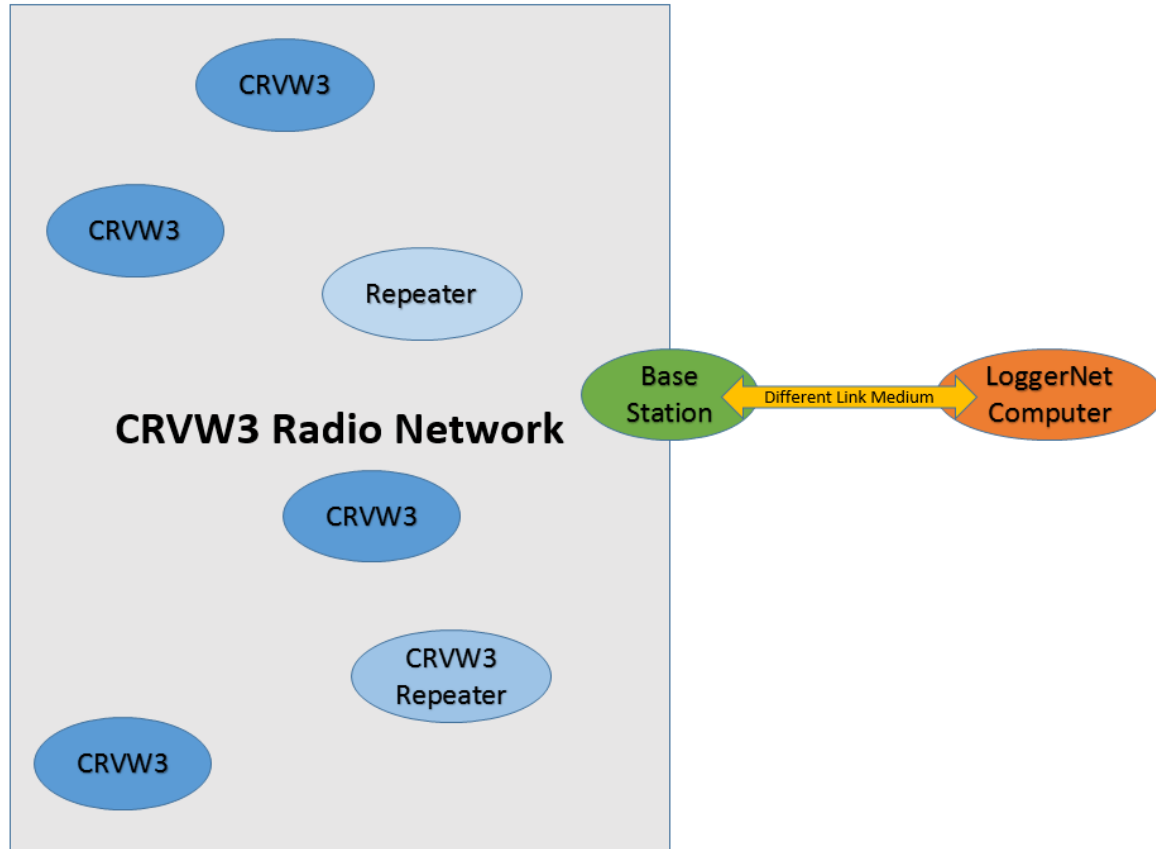 CRVW3
CRVW3
Repeater
Base
Station
Different Link Medium
LoggerNet
Computer
CRVW3 Radio Network
CRVW3
CRVW3
Repeater
CRVW3